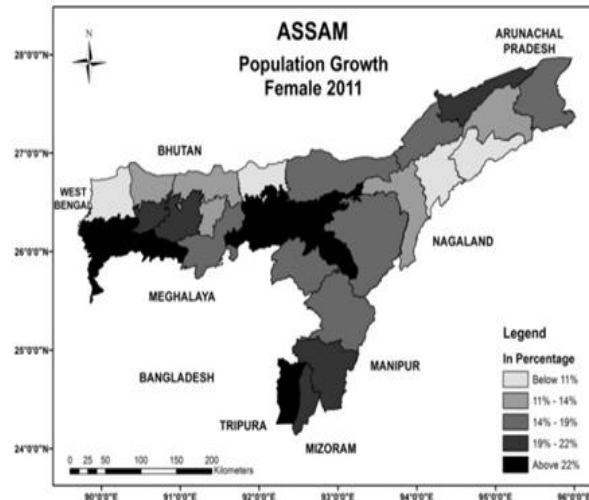 ASSAM
Population Growth
Female 2011
N
ARUNACHAL
PRADESH
28°0'0"N
27°0'0"N
26°0'0"N
25°0'0"N
24°0'0"N
BHUTAN
WEST
BENGAL
NAGALAND
MEGHALAYA
MANIPUR
BANGLADESH
TRIPURA
MIZORAM
Legend
In Percentage
Below 11%
11% - 14%
14% - 19%
19% - 22%
Above 22%
0 25 50 100 150 200
Kilometers
90°0'0"E 91°0'0"E 92°0'0"E 93°0'0"E 94°0'0"E 95°0'0"E 96°0'0"E